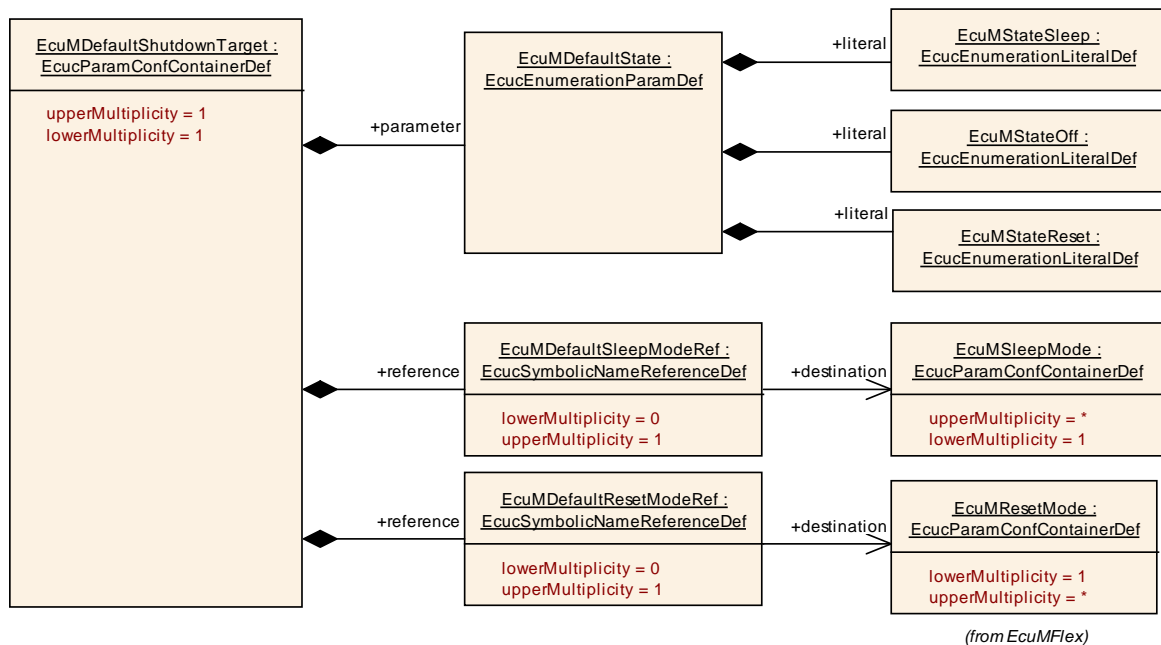 EcuMDefaultShutdownTarget :
EcucParamConfContainerDef
upperMultiplicity = 1
lowerMultiplicity = 1
+parameter
EcuMDefaultState :
EcucEnumerationParamDef
+literal
EcuMStateSleep :
EcucEnumerationLiteralDef
+literal
EcuMStateOff :
EcucEnumerationLiteralDef
+literal
EcuMStateReset :
EcucEnumerationLiteralDef
+reference
EcuMDefaultSleepModeRef :
EcucSymbolicNameReferenceDef
lowerMultiplicity = 0
upperMultiplicity = 1
+destination
EcuMSleepMode :
EcucParamConfContainerDef
upperMultiplicity = *
lowerMultiplicity = 1
+reference
EcuMDefaultResetModeRef :
EcucSymbolicNameReferenceDef
lowerMultiplicity = 0
upperMultiplicity = 1
+destination
EcuMResetMode :
EcucParamConfContainerDef
lowerMultiplicity = 1
upperMultiplicity = *
(from EcuMFlex)